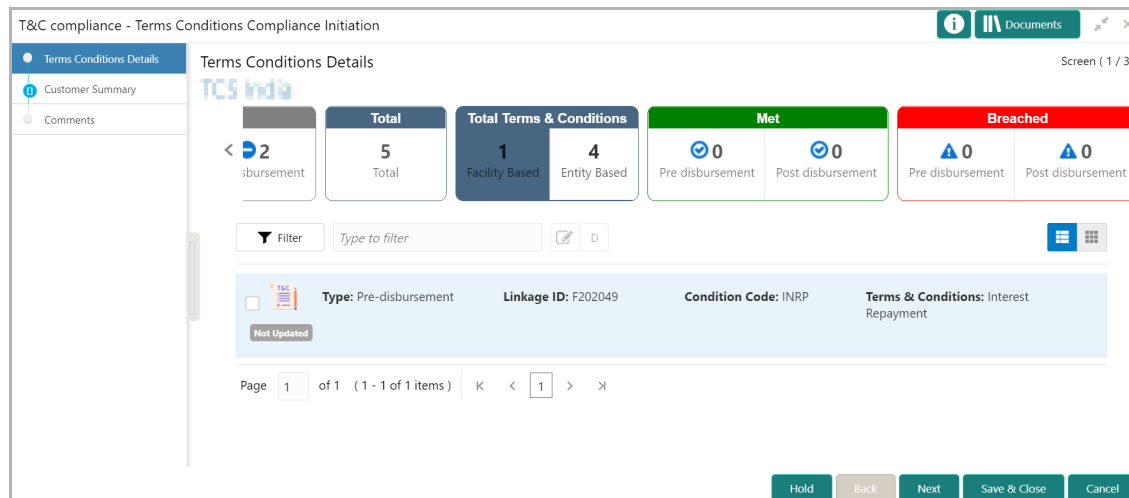 T&C compliance - Terms Conditions Compliance Initiation
Documents
Terms Conditions Details
Customer Summary
Comments
Terms Conditions Details
Screen ( 1 / 3
TCS India
Total
Total Terms & Conditions
Met
Breached
2
5
1
4
0
0
0
0
sbursement
Total
Facility Based
Entity Based
Pre disbursement
Post disbursement
Pre disbursement
Post disbursement
Filter
Type to filter
D
T&C
Type: Pre-disbursement
Linkage ID: F202049
Condition Code: INRP
Terms & Conditions: Interest
Repayment
Not Updated
Page 1 of 1 ( 1 - 1 of 1 items ) 1
Hold
Back
Next
Save & Close
Cancel